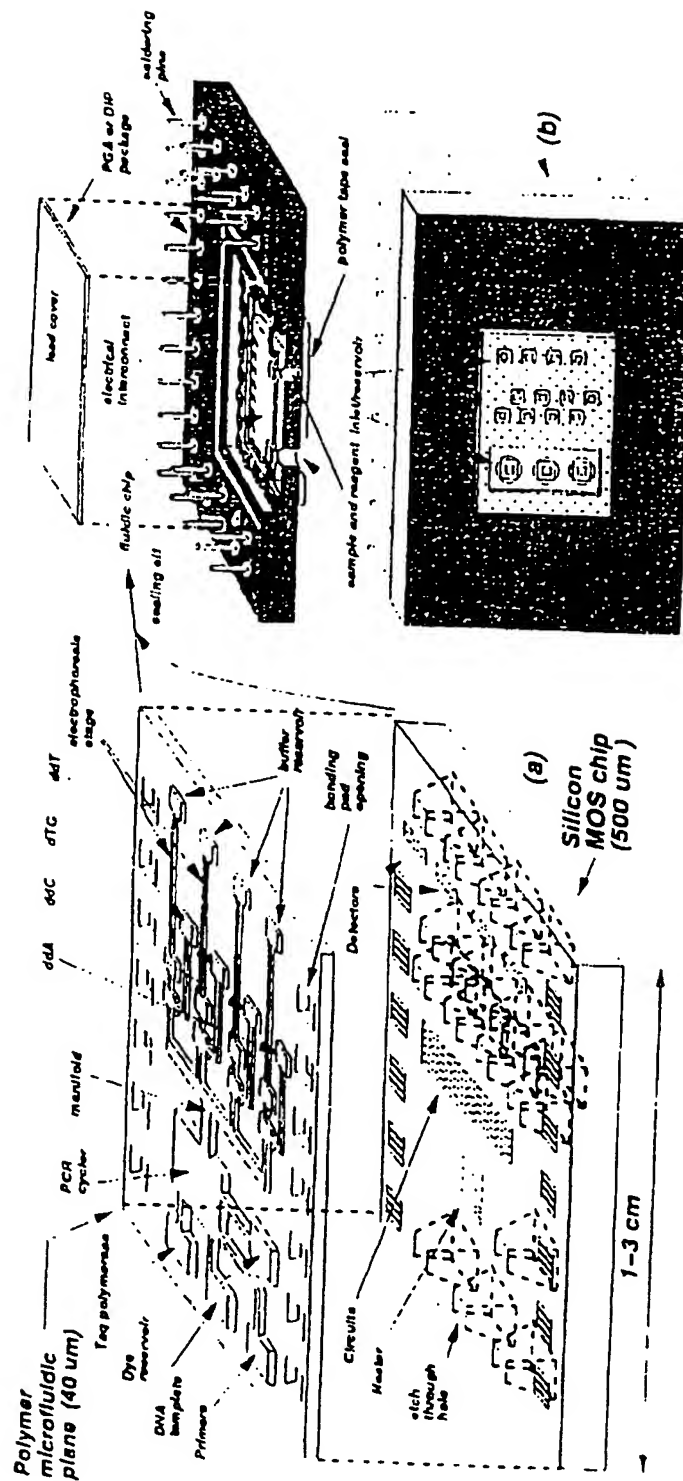 Polymer
microfluidic
plane (40 um)
Taq polymerase
Dye
reservoir
DNA
template
Primers
PCR
cycler
manifold
ddA
ddC
dTG
ddT
electrophoresis
stage
buffer
reservoir
bonding
pad
opening
Detectors
Circuits
Heater
etch
through
hole
(a)
Silicon
MOS chip
(500 um)
1-3 cm
sealing oil
fluidic chip
electrical
interconnect
lead cover
PGA or DIP
package
soldering
pins
polymer tape seal
sample and reagent inlet/reservoir
(b)